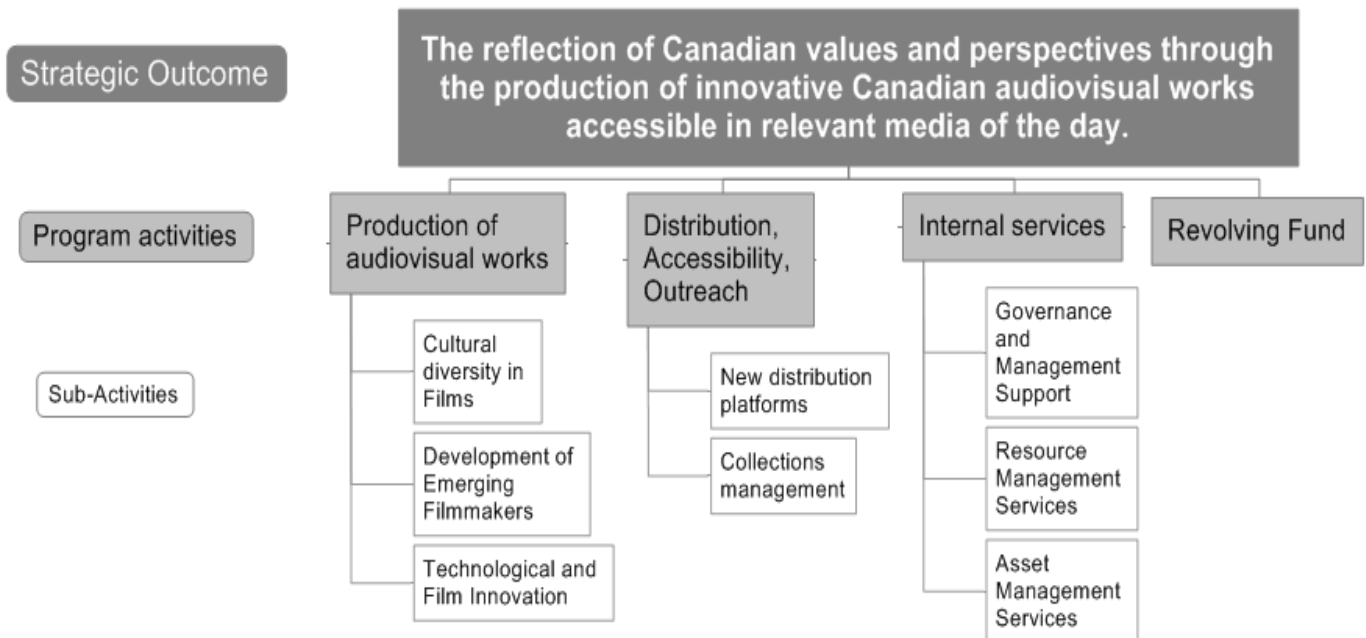 Strategic Outcome
The reflection of Canadian values and perspectives through
the production of innovative Canadian audiovisual works
accessible in relevant media of the day.
Program activities
Production of
audiovisual works
Distribution,
Accessibility,
Outreach
Internal services
Revolving Fund
Sub-Activities
Cultural
diversity in
Films
Development of
Emerging
Filmmakers
Technological and
Film Innovation
New distribution
platforms
Collections
management
Governance
and
Management
Support
Resource
Management
Services
Asset
Management
Services